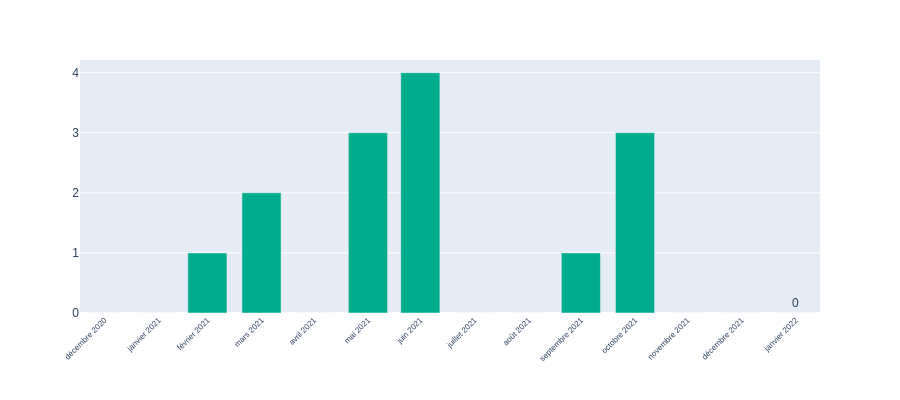 4
3
2
1
0
0
décembre 2020
janvier 2021
février 2021
mars 2021
avril 2021
mai 2021
juin 2021
juillet 2021
août 2021
septembre 2021
octobre 2021
novembre 2021
décembre 2021
janvier 2022